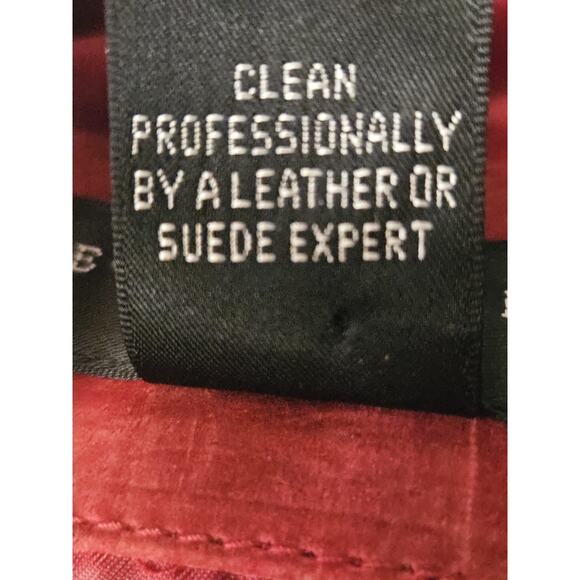 CLEAN
PROFESSIONALLY
BY A LEATHER OR
SUEDE EXPERT
E